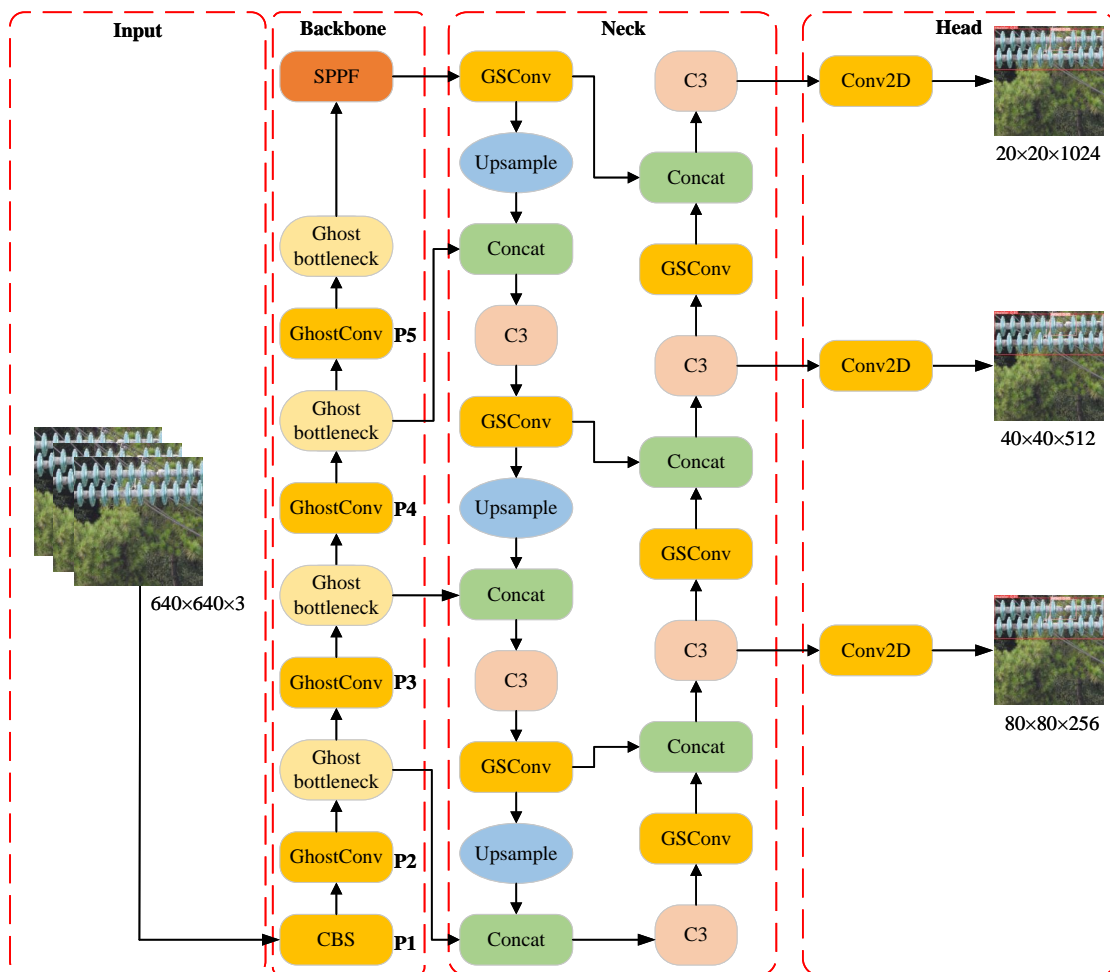 Input
640×640×3
Backbone
SPPF
Ghost
bottleneck
GhostConv
P5
Ghost
bottleneck
GhostConv
P4
Ghost
bottleneck
GhostConv
P3
Ghost
bottleneck
GhostConv
P2
CBS
P1
Neck
GSConv
Upsample
Concat
C3
GSConv
Upsample
Concat
C3
GSConv
Upsample
Concat
C3
Concat
GSConv
C3
Concat
GSConv
C3
Concat
GSConv
C3
Head
Conv2D
20×20×1024
Conv2D
40×40×512
Conv2D
80×80×256